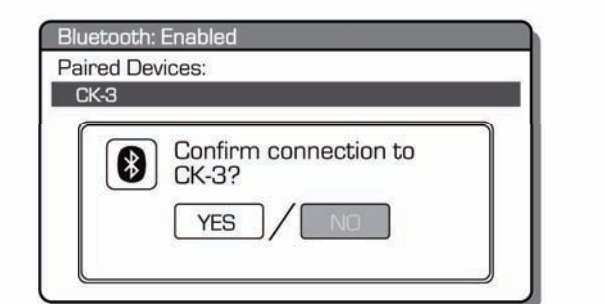 Bluetooth: Enabled
Paired Devices:
CK-3
Confirm connection to
CK-3?
YES / NO